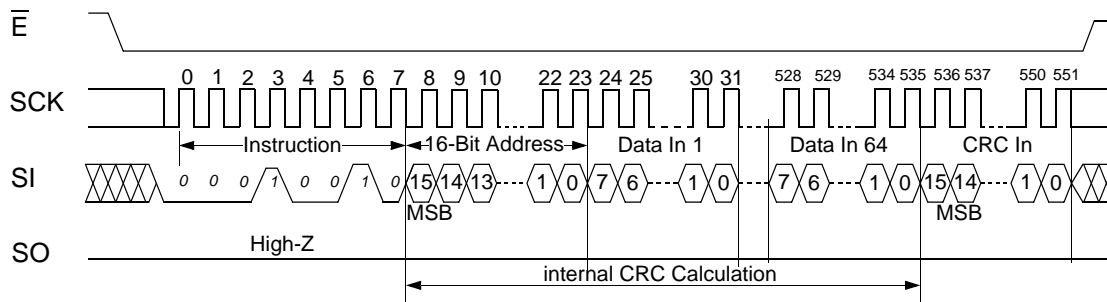 E
0 1 2 3 4 5 6 7 8 9 10 22 23 24 25 30 31 528 529 534 535 536 537 550 551
SCK
Instruction 16-Bit Address Data In 1 Data In 64 CRC In
SI 0 0 0 1 0 0 1 0 15 14 13 1 0 7 6 1 0 7 6 1 0 15 14 1 0
MSB MSB
High-Z
SO
internal CRC Calculation